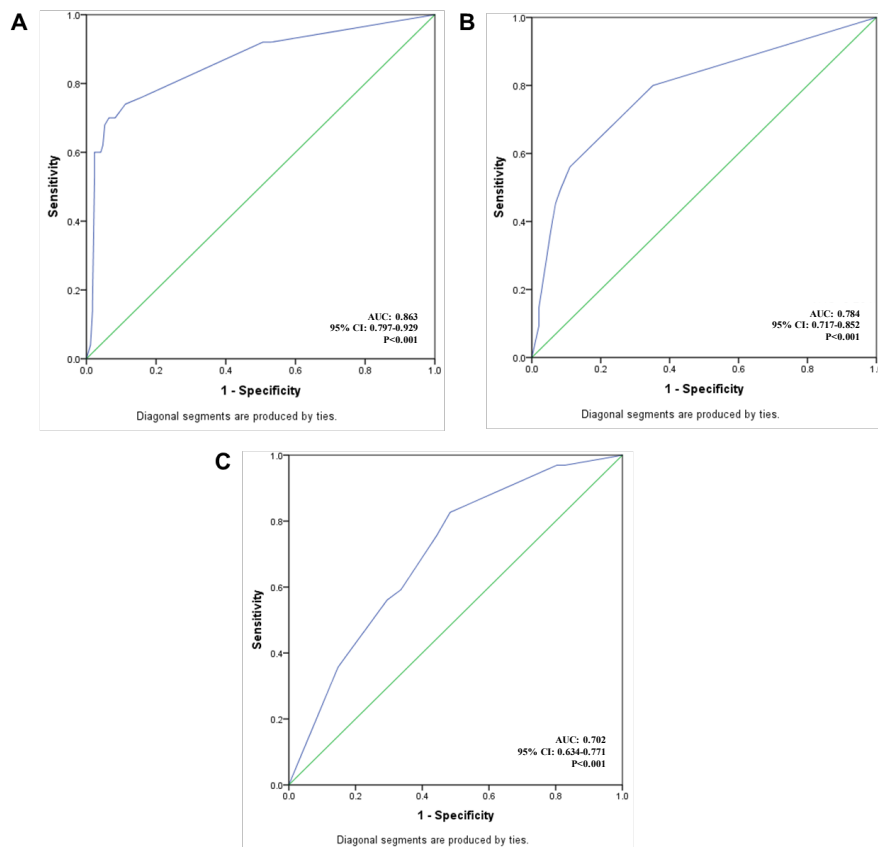 A
1.0
0.8
0.6
0.4
0.2
0.0
Sensitivity
AUC: 0.863
95% CI: 0.797-0.929
P<0.001
0.0 0.2 0.4 0.6 0.8 1.0
1 - Specificity
Diagonal segments are produced by ties.
B
1.0
0.8
0.6
0.4
0.2
0.0
Sensitivity
AUC: 0.784
95% CI: 0.717-0.852
P<0.001
0.0 0.2 0.4 0.6 0.8 1.
1 - Specificity
Diagonal segments are produced by ties.
C
1.0
0.8
0.6
0.4
0.2
0.0
Sensitivity
AUC: 0.702
95% CI: 0.634-0.771
P<0.001
0.0 0.2 0.4 0.6 0.8 1.0
1 - Specificity
Diagonal segments are produced by ties.